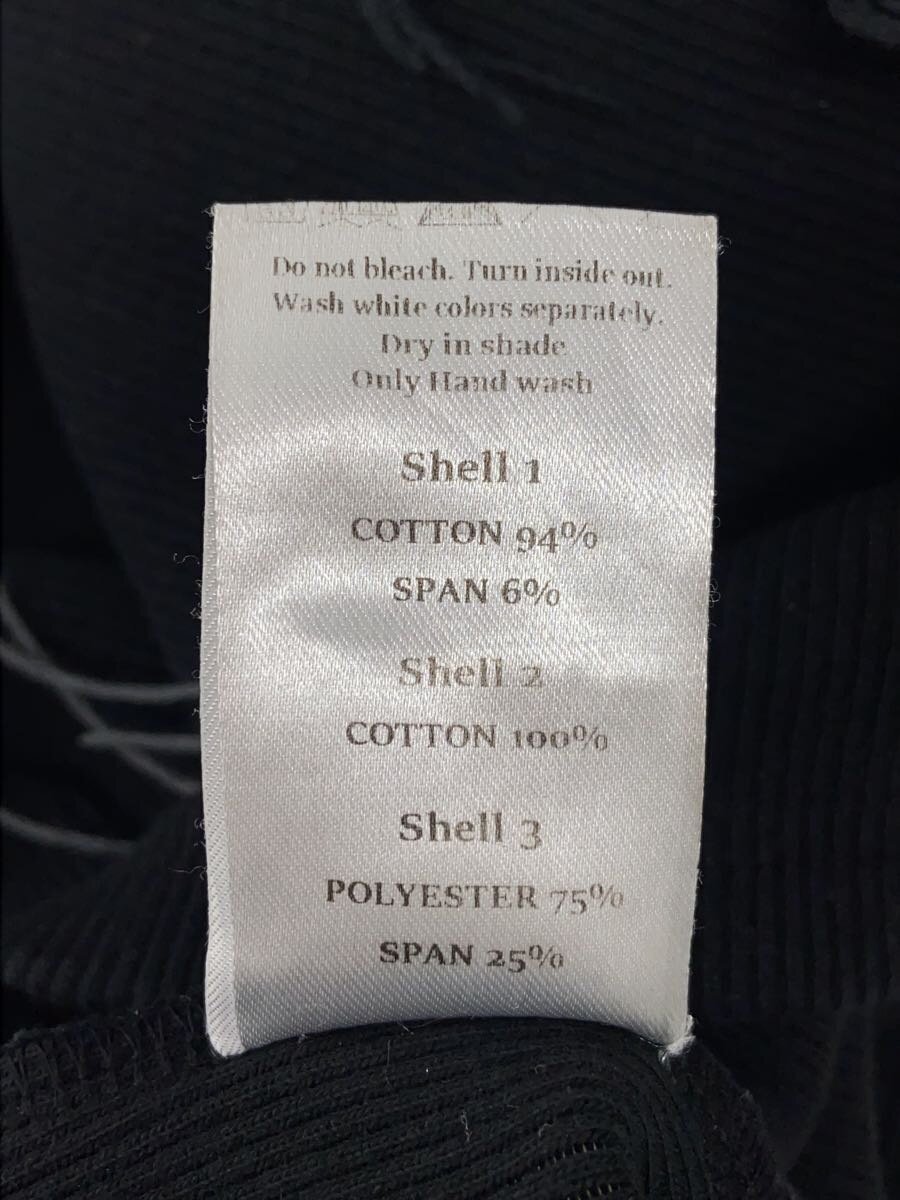 Do not bleach. Turn inside out.
Wash white colors separately.
Dry in shade
Only Hand wash
Shell 1
COTTON 94%
SPAN 6%
Shell 2
COTTON 100%
Shell 3
POLYESTER 75%
SPAN 25%